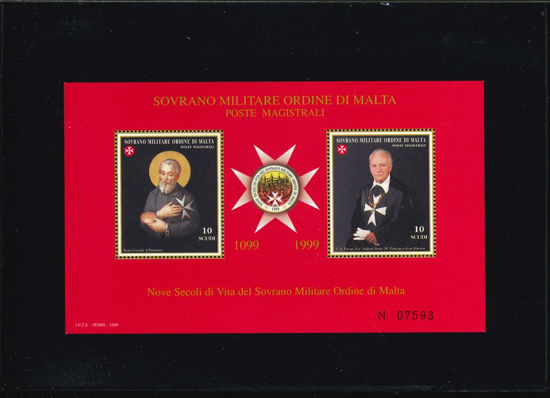 SOVRANO MILITARE ORDINE DI MALTA
POSTE MAGISTRALI
SOVRANO MILITARE ORDINE DI MALTA
POSTE MAGISTRALI
10
SCUDI
SOVRANO MILITARE ORDINE DI MALTA
POSTE MAGISTRALI
10
SCUDI
1099
1999
Nove Secoli di Vita del Sovrano Militare Ordine di Malta
N 07593
I.P.Z.S. - ROMA - 1999